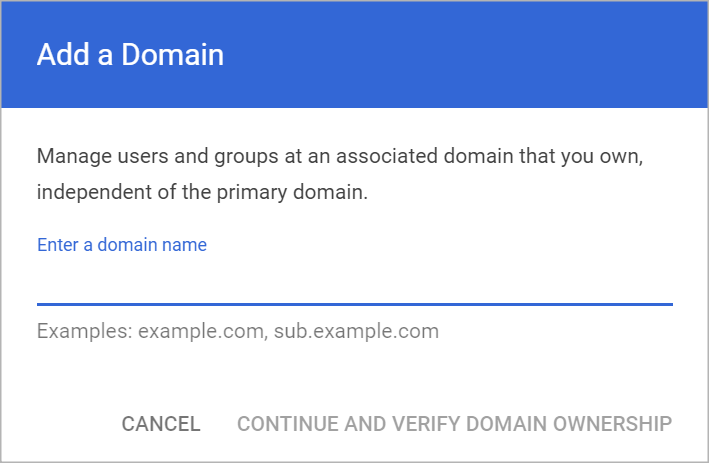 Add a Domain
Manage users and groups at an associated domain that you own,
independent of the primary domain.
Enter a domain name
Examples: example.com, sub.example.com
CANCEL CONTINUE AND VERIFY DOMAIN OWNERSHIP